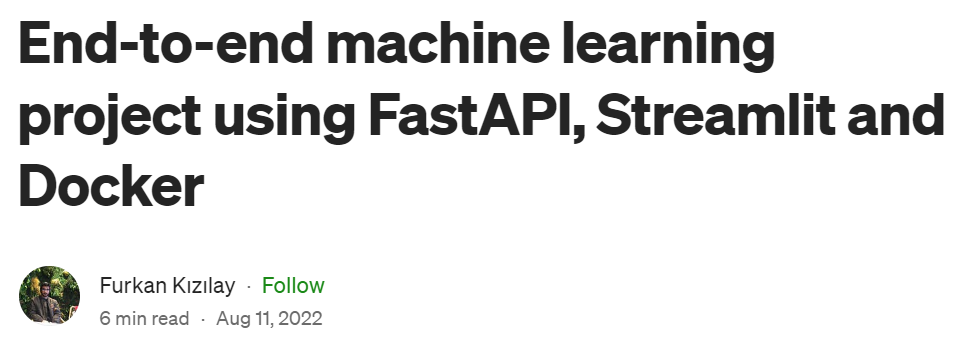 End-to-end machine learning
project using FastAPI, Streamlit and
Docker
Furkan Kızılay · Follow
6 min read · Aug 11, 2022